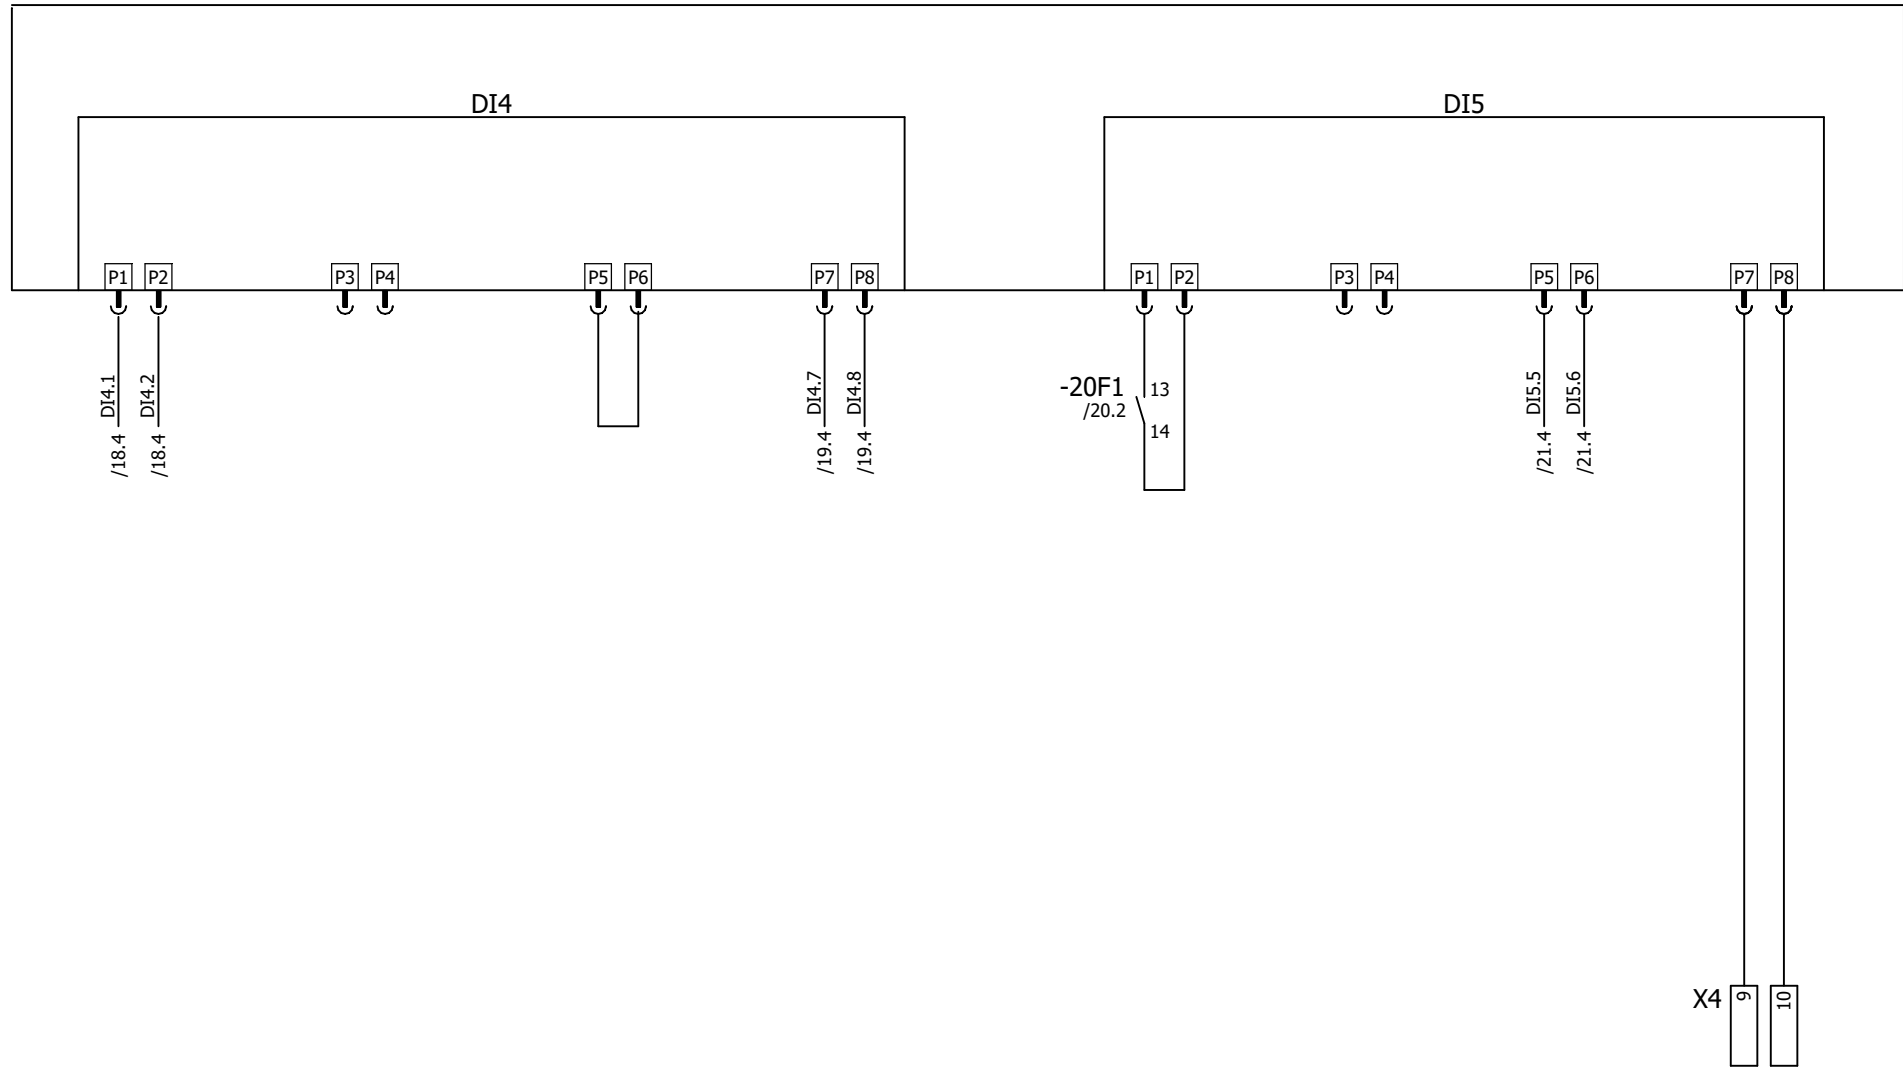 DI4
DI5
P1 P2 P3 P4 P5 P6 P7 P8
P1 P2 P3 P4 P5 P6 P7 P8
DI4.1
/18.4
DI4.2
/18.4
DI4.7
/19.4
DI4.8
/19.4
-20F1
/20.2
13
14
DI5.5
/21.4
DI5.6
/21.4
X4
9
10